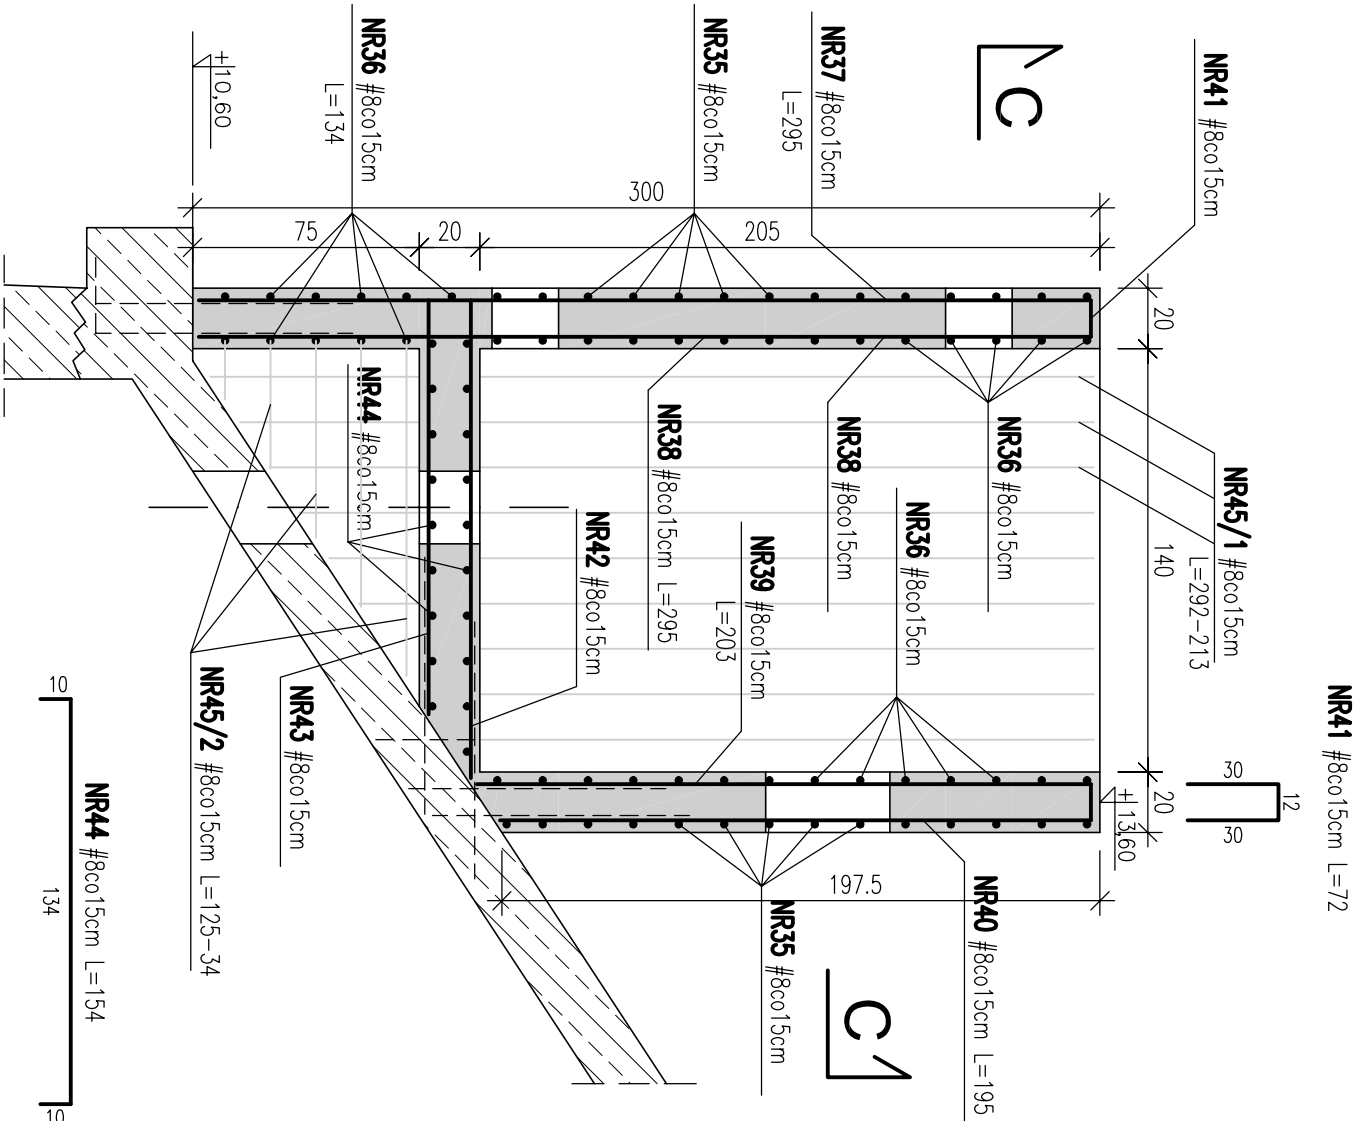 NR41 #8co15cm
NR37 #8co15cm
L=295
NR35 #8co15cm
NR36 #8co15cm
L=134
+10,60
C
300
75
20
205
20
140
20
NR45/1 #8co15cm
L=292-213
NR36 #8co15cm
NR38 #8co15cm
NR38 #8co15cm L=295
NR44 #8co15cm
NR36 #8co15cm
NR39 #8co15cm
L=203
NR42 #8co15cm
NR43 #8co15cm
NR45/2 #8co15cm L=125-34
+13,60
197.5
NR40 #8co15cm L=195
NR35 #8co15cm
C
NR41 #8co15cm L=72
30
12
30
NR44 #8co15cm L=154
10
134
10